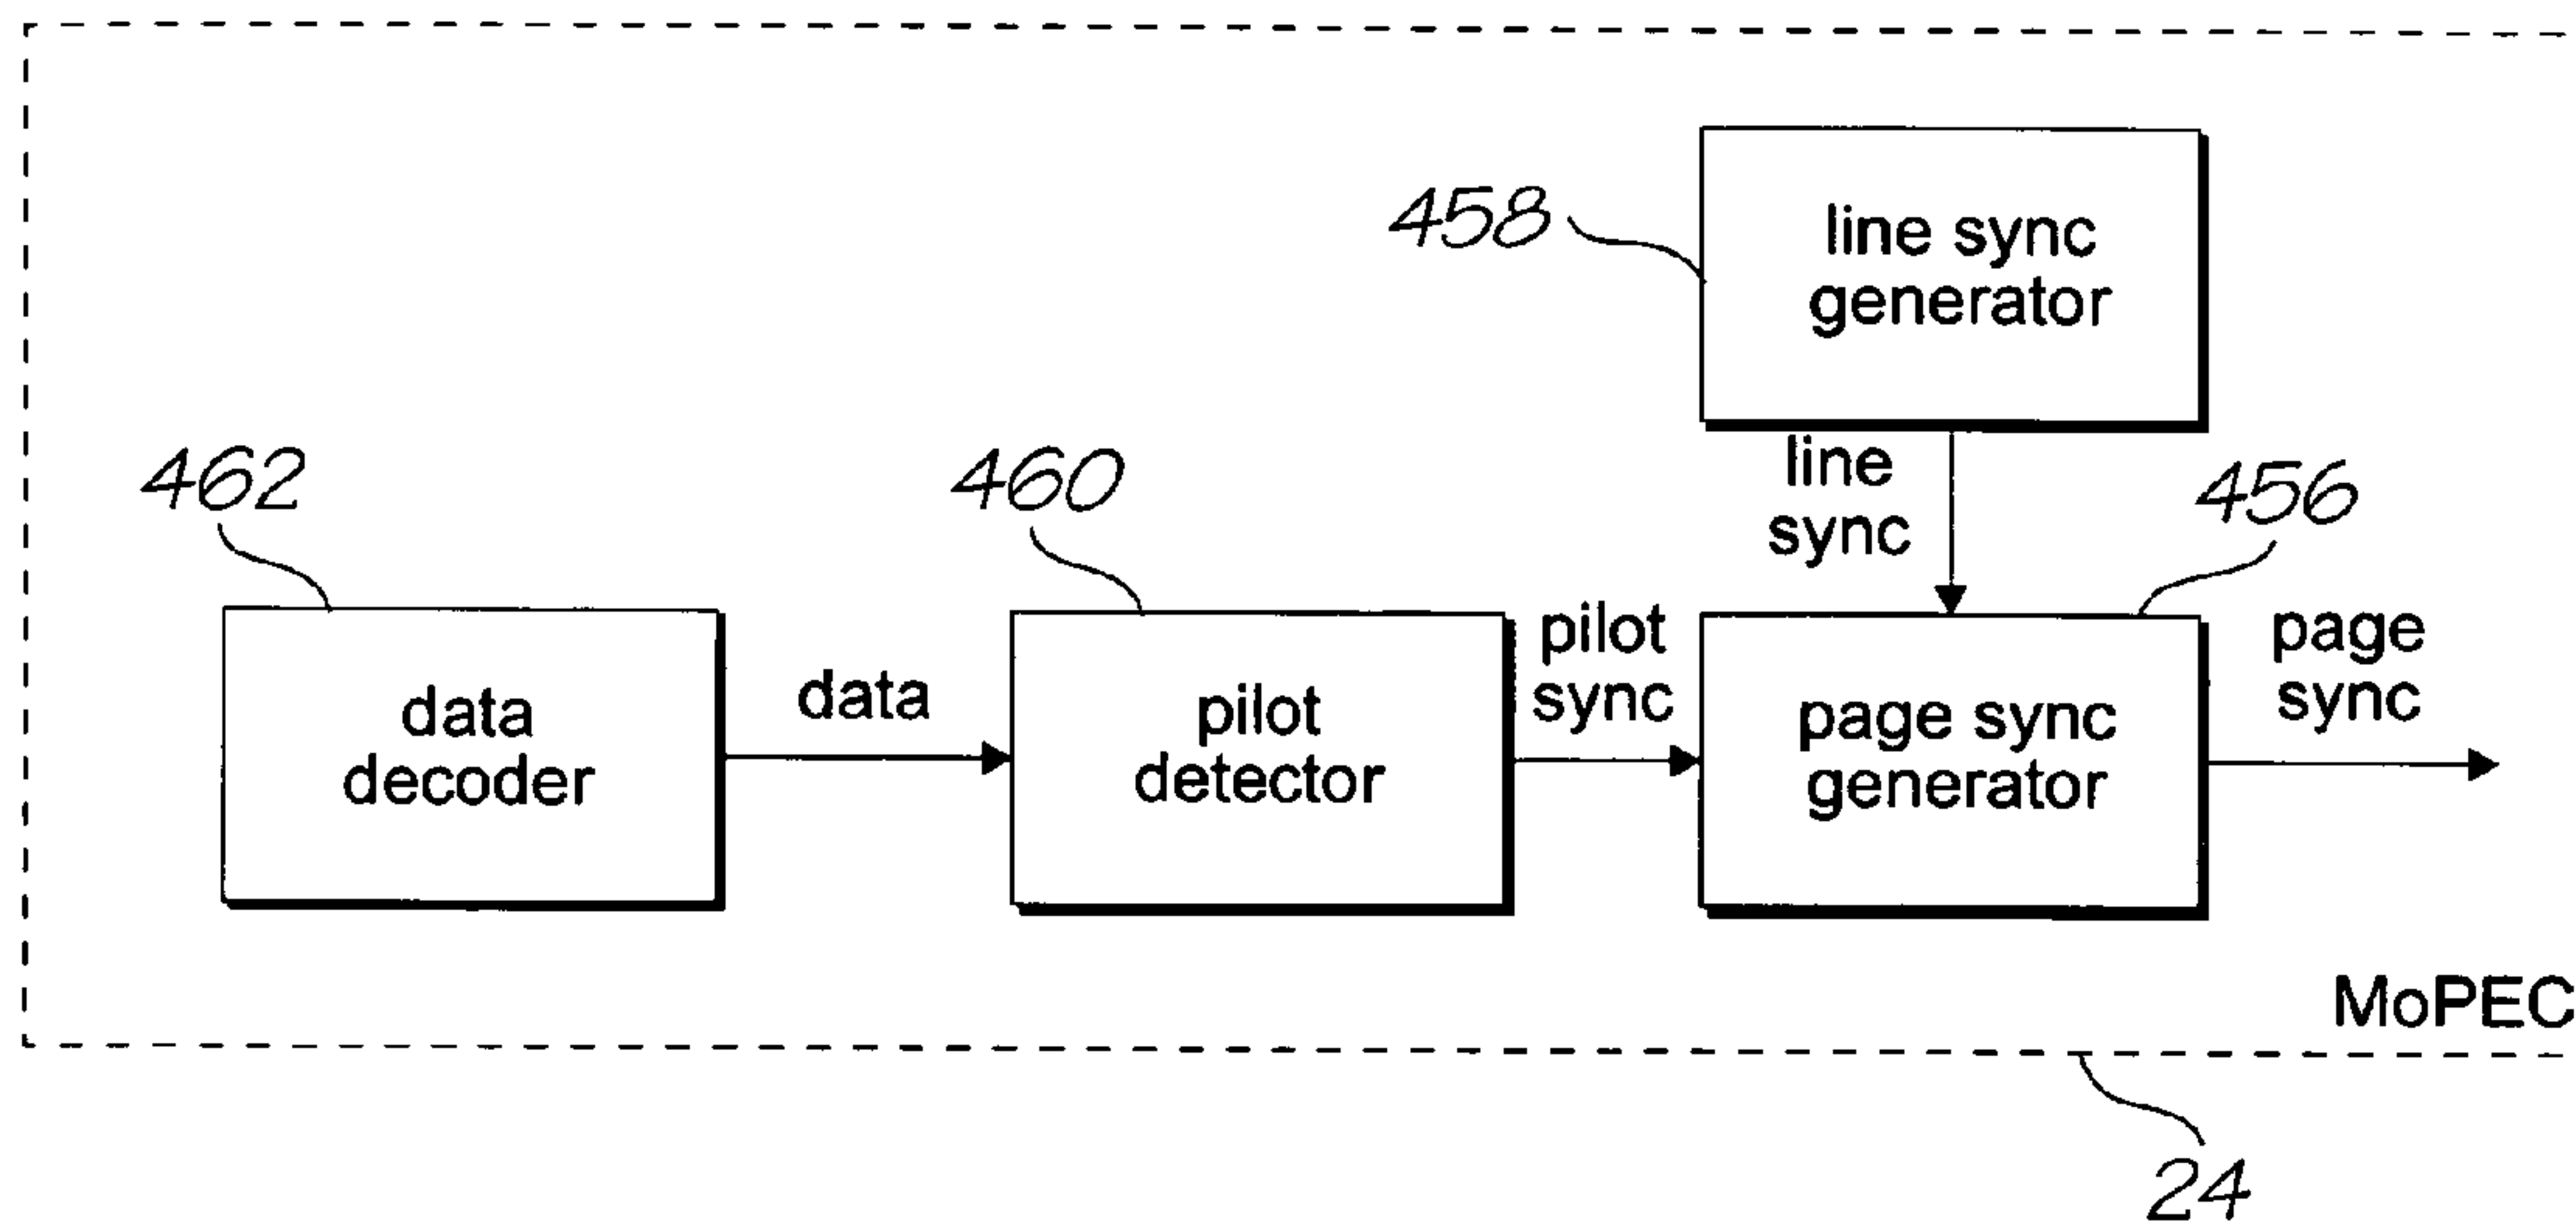 458
line sync
generator
line
sync
462
460
456
data
decoder
data
pilot
detector
pilot
sync
page sync
generator
page
sync
MoPEC
24